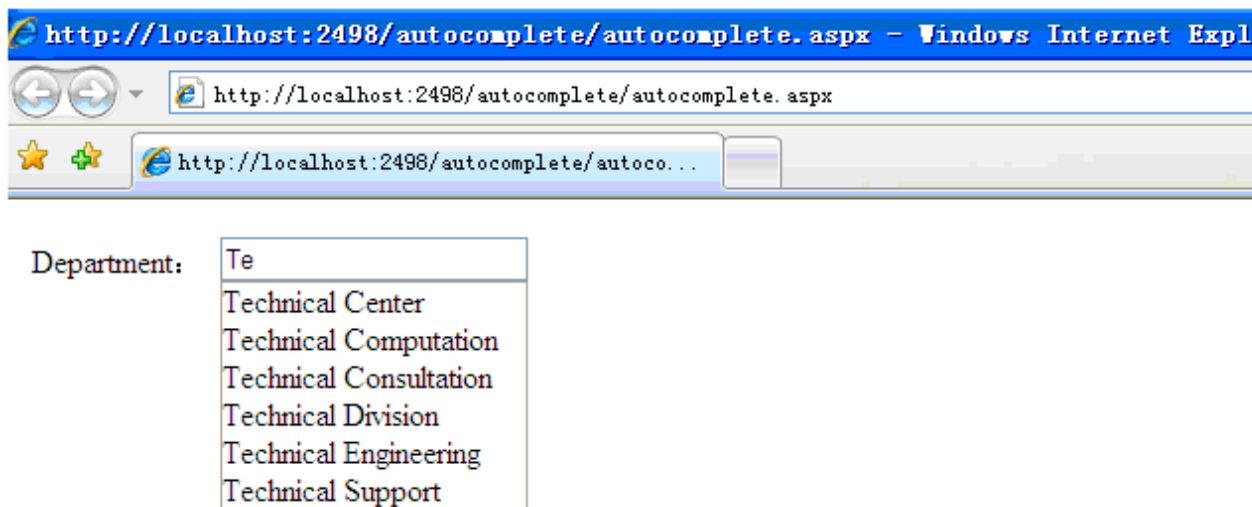 http://localhost:2498/autocomplete/autocomplete.aspx - Windows Internet Expl
http://localhost:2498/autocomplete/autocomplete.aspx
http://localhost:2498/autocomplete/autoco...
Department： Te
Technical Center
Technical Computation
Technical Consultation
Technical Division
Technical Engineering
Technical Support